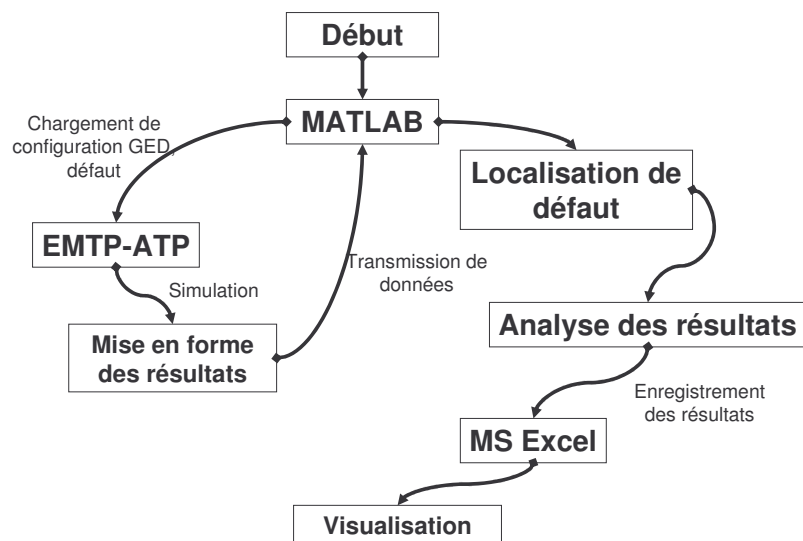 Début
MATLAB
Chargement de
configuration GED,
défaut
Localisation de
défaut
EMTP-ATP
Transmission de
données
Simulation
Analyse des résultats
Mise en forme
des résultats
Enregistrement
des résultats
MS Excel
Visualisation